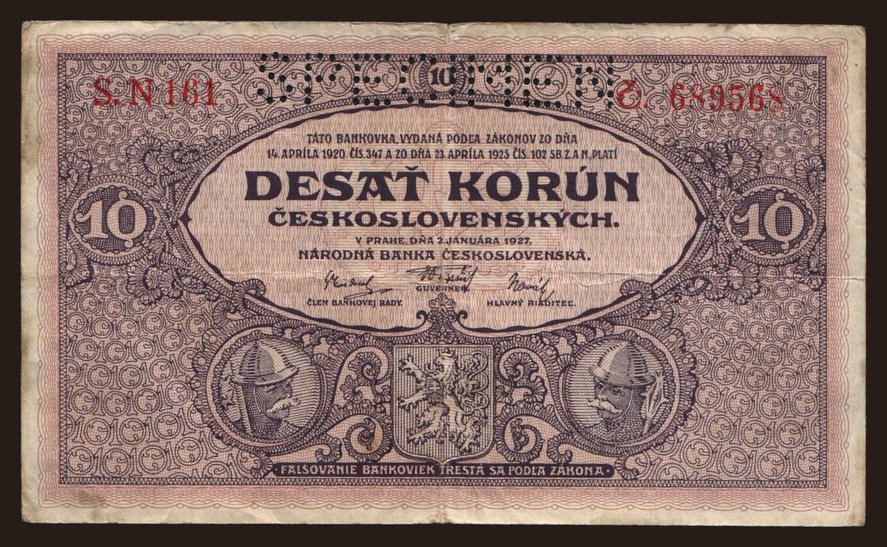 SPECIMEN
S. N 161
10
Č. 689568
TÁTO BANKOVKA, VYDANÁ PODĽA ZÁKONOV ZO DŇA
14. APRÍLA 1920 ČÍS. 347 A ZO DŇA 23. APRÍLA 1925 ČÍS. 102 SB. Z. A N, PLATÍ
DESAŤ KORÚN
ČESKOSLOVENSKÝCH.
10
10
V PRAHE, DŇA 2. JANUÁRA 1927.
NÁRODNÁ BANKA ČESKOSLOVENSKÁ.
GUVERNER.
ČLEN BANKOVEJ RADY.
HLAVNÝ RIADITEĽ.
FALŠOVANIE BANKOVIEK TRESTÁ SA PODĽA ZÁKONA